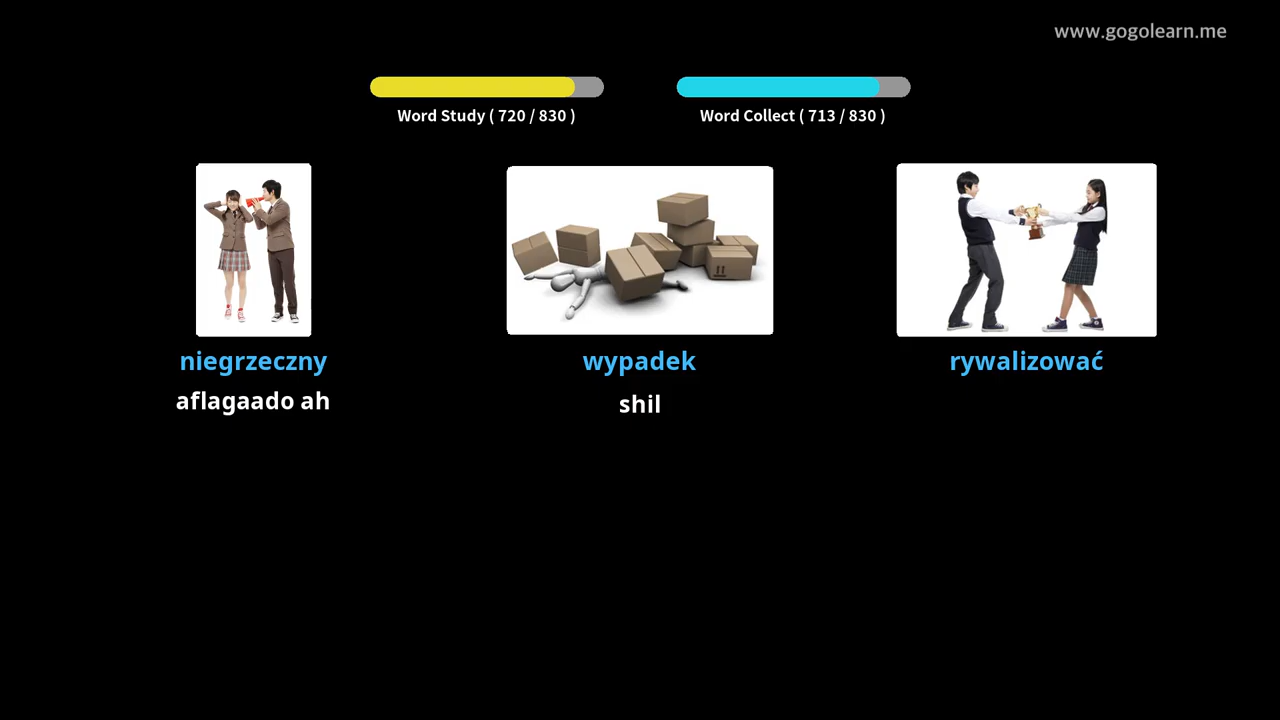 www.gogolearn.me
Word Study ( 720 / 830 )
Word Collect ( 713 / 830 )
niegrzeczny
wypadek
rywalizować
aflagaado ah
shil